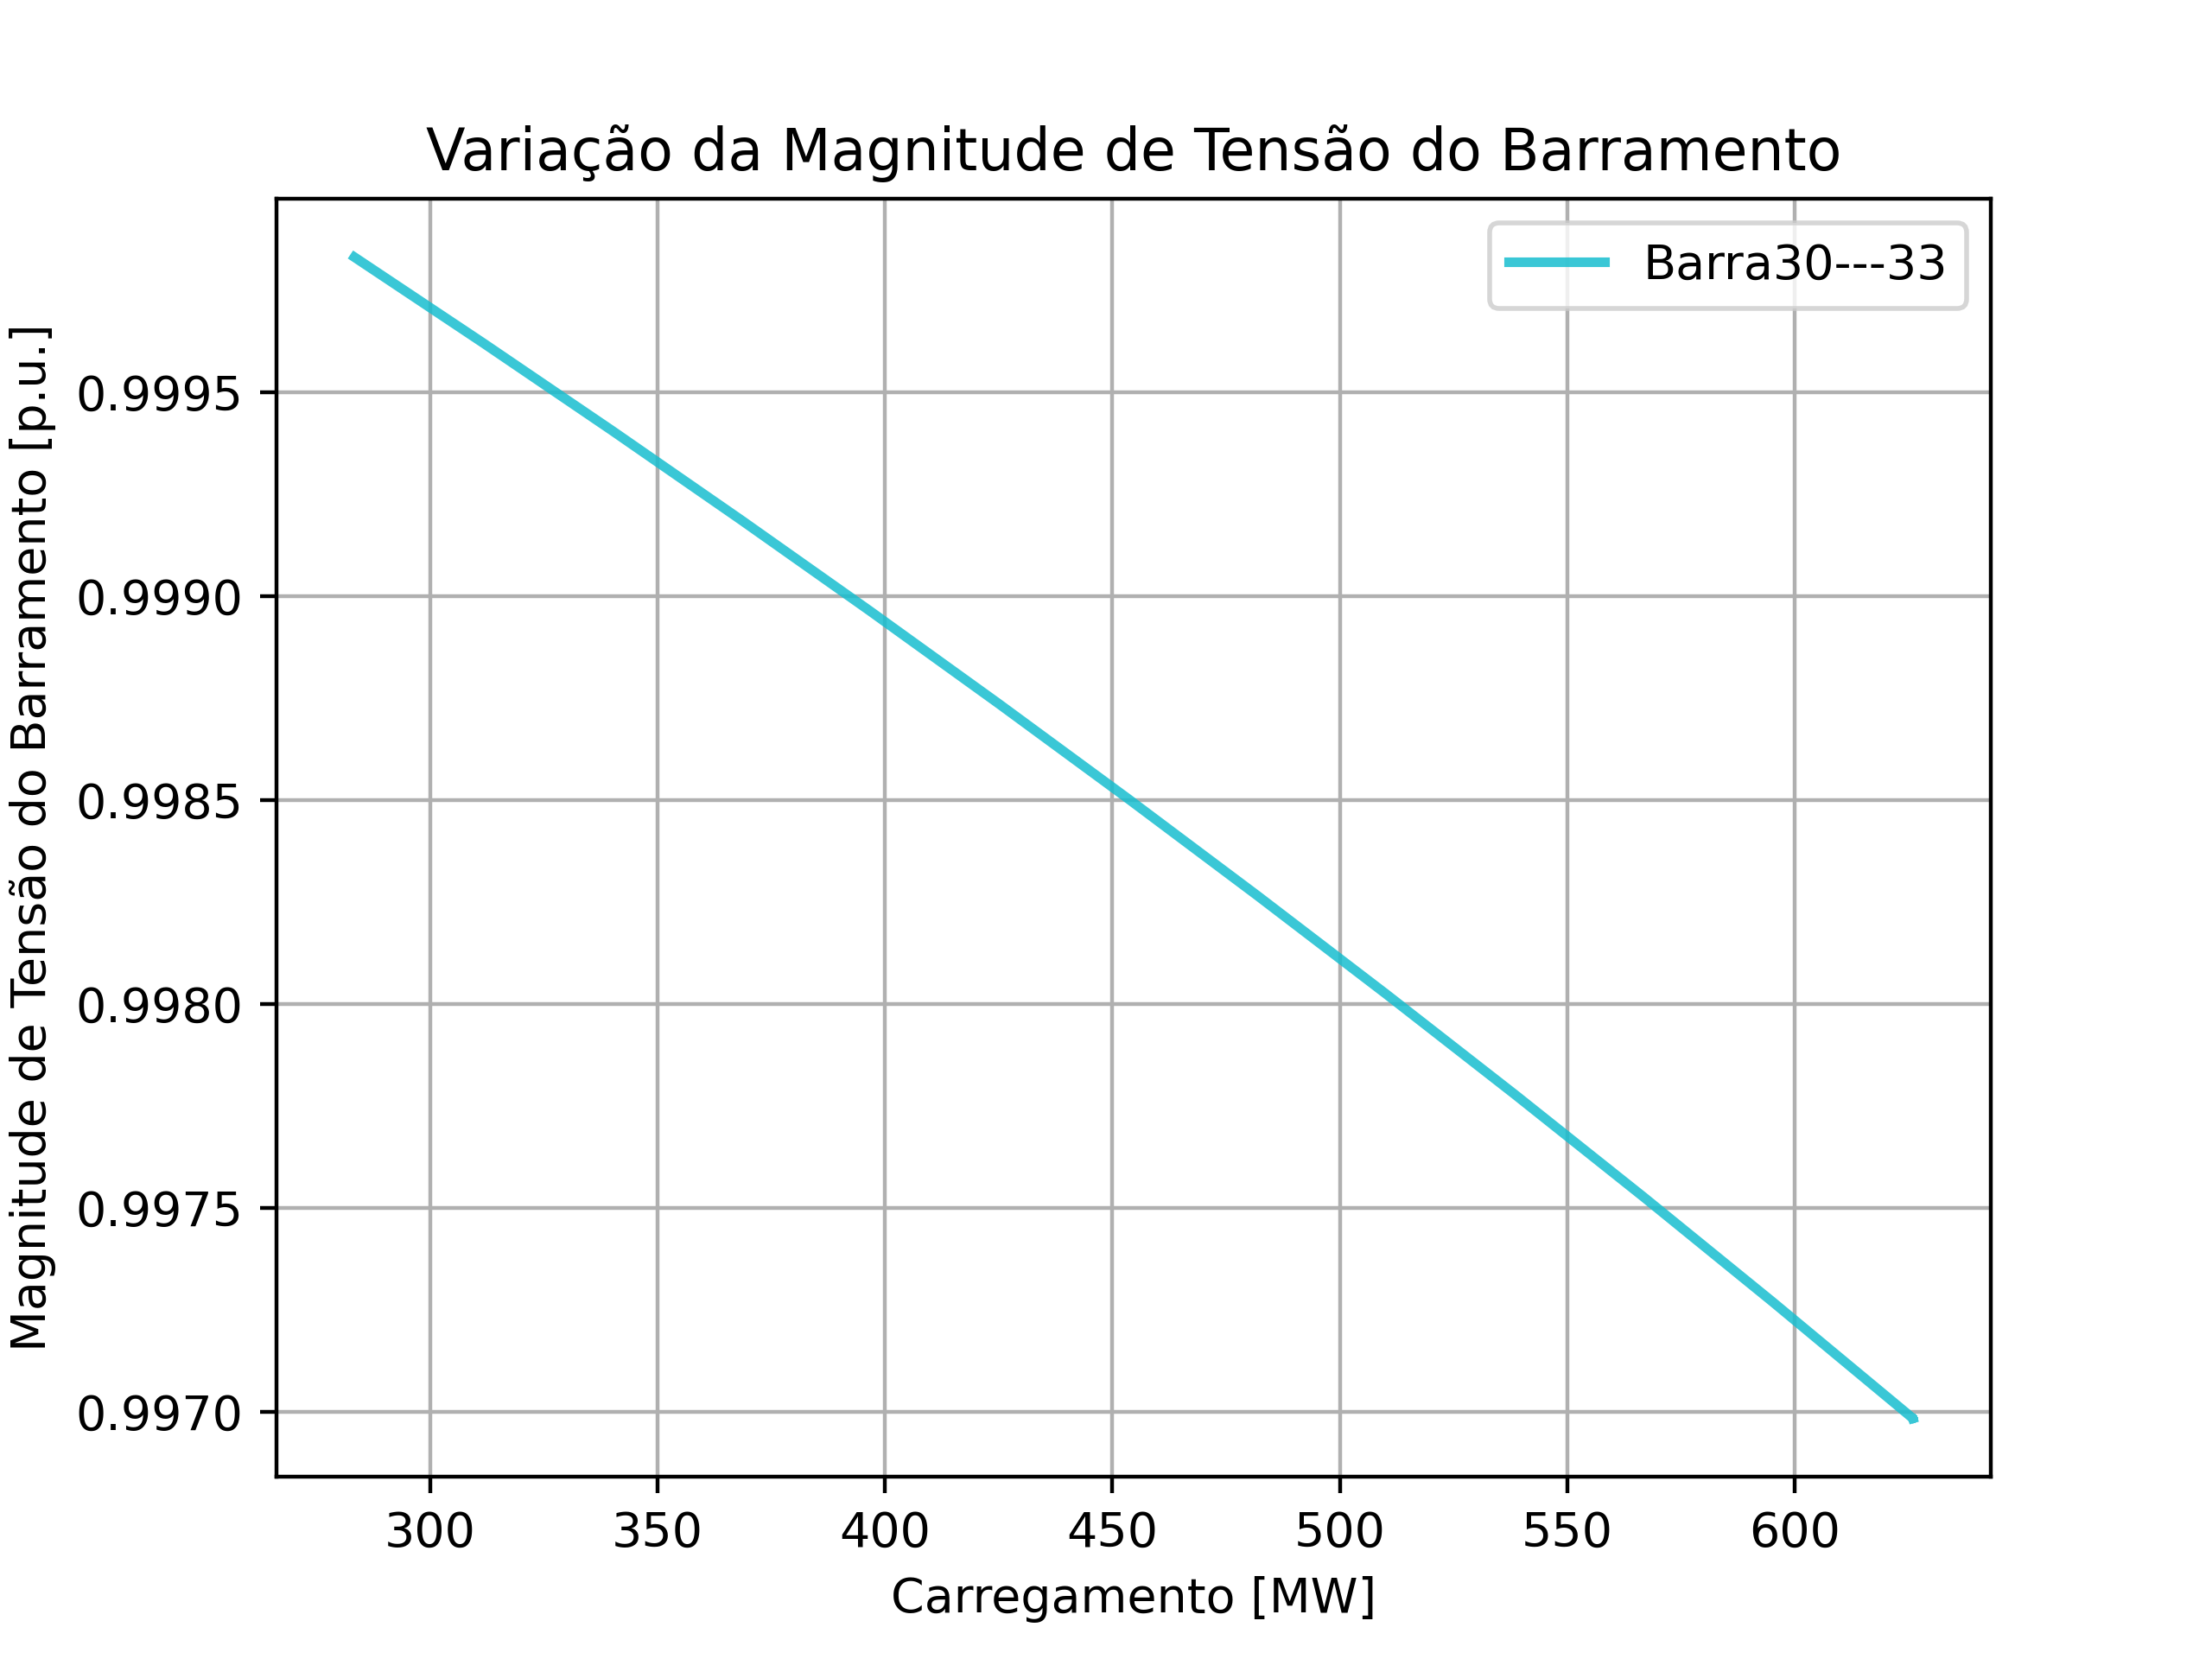 Variação da Magnitude de Tensão do Barramento
Barra30---33
Magnitude de Tensão do Barramento [p.u.]
0.9995
0.9990
0.9985
0.9980
0.9975
0.9970
300 350 400 450 500 550 600
Carregamento [MW]